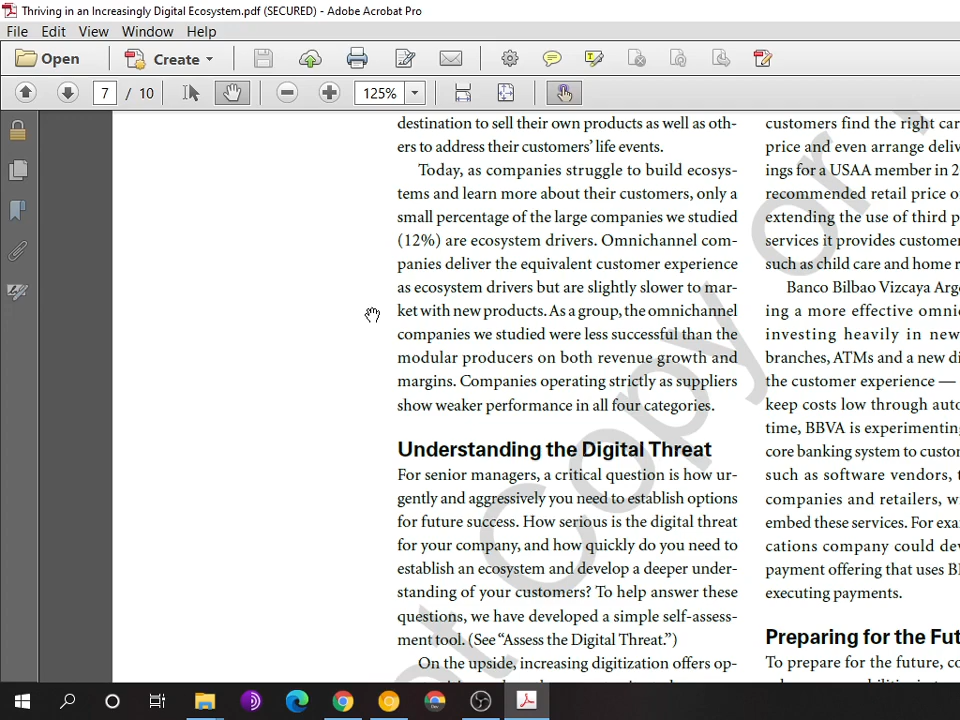 Thriving in an Increasingly Digital Ecosystem.pdf (SECURED) - Adobe Acrobat Pro
File Edit View Window Help
Open Create
7 / 10 125%
destination to sell their own products as well as oth-
ers to address their customers' life events.
Today, as companies struggle to build ecosys-
tems and learn more about their customers, only a
small percentage of the large companies we studied
(12%) are ecosystem drivers. Omnichannel com-
panies deliver the equivalent customer experience
as ecosystem drivers but are slightly slower to mar-
ket with new products. As a group, the omnichannel
companies we studied were less successful than the
modular producers on both revenue growth and
margins. Companies operating strictly as suppliers
show weaker performance in all four categories.
Understanding the Digital Threat
For senior managers, a critical question is how ur-
gently and aggressively you need to establish options
for future success. How serious is the digital threat
for your company, and how quickly do you need to
establish an ecosystem and develop a deeper under-
standing of your customers? To help answer these
questions, we have developed a simple self-assess-
ment tool. (See “Assess the Digital Threat.”)
On the upside, increasing digitization offers op-
customers find the right car
price and even arrange deliv
ings for a USAA member in 2
recommended retail price o
extending the use of third p
services it provides customer
such as child care and home r
Banco Bilbao Vizcaya Arge
ing a more effective omni
investing heavily in new
branches, ATMs and a new di
the customer experience —
keep costs low through auto
time, BBVA is experimenting
core banking system to custon
such as software vendors, t
companies and retailers, w
embed these services. For exa
cations company could dev
payment offering that uses BB
executing payments.
Preparing for the Fut
To prepare for the future, co
Copy or